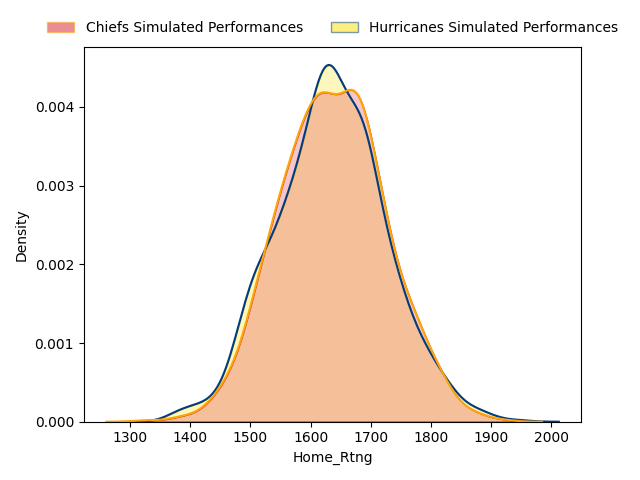 Chiefs Simulated Performances Hurricanes Simulated Performances
0.004
0.003
Density
0.002
0.001
0.000
1300 1400 1500 1600 1700 1800 1900 2000
Home_Rtng